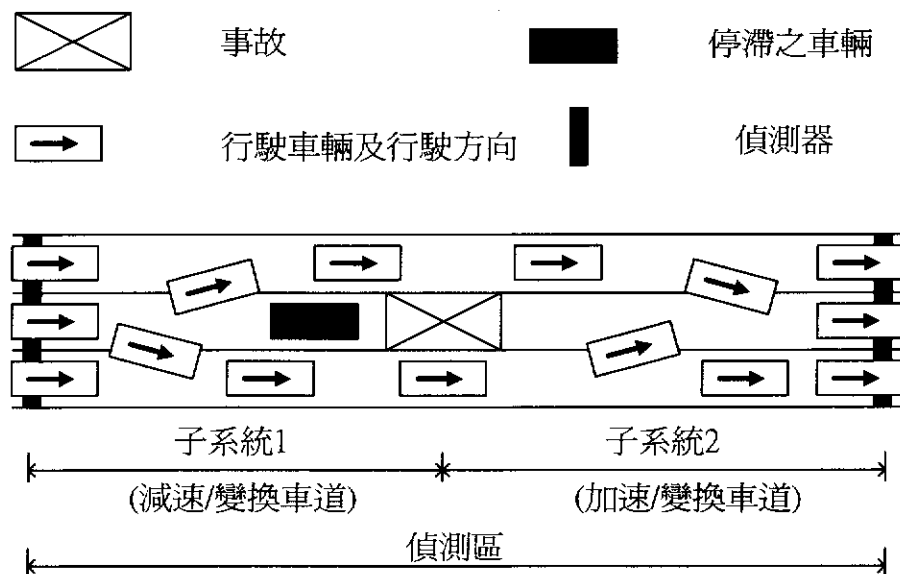 事故
停滯之車輛
行駛車輛及行駛方向
偵測器
子系統1
子系統2
(減速/變換車道)
(加速/變換車道)
偵測區